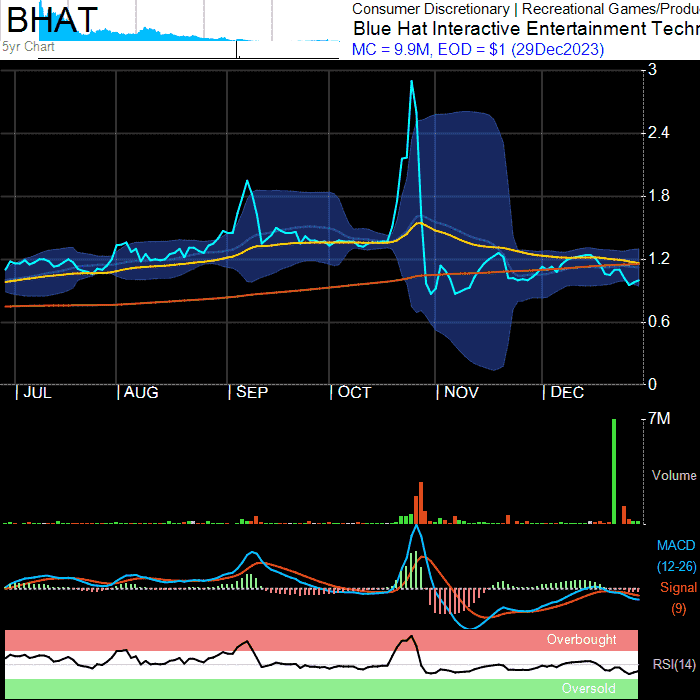 BHAT
5yr Chart
Consumer Discretionary | Recreational Games/Produ
Blue Hat Interactive Entertainment Techn
MC = 9.9M, EOD = $1 (29Dec2023)
3
2.4
1.8
1.2
0.6
0
JUL AUG SEP OCT NOV DEC
7M
Volume
MACD
(12-26)
Signal
(9)
Overbought
RSI(14)
Oversold